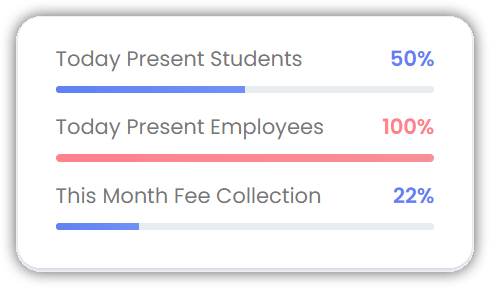 Today Present Students 50%
Today Present Employees 100%
This Month Fee Collection 22%